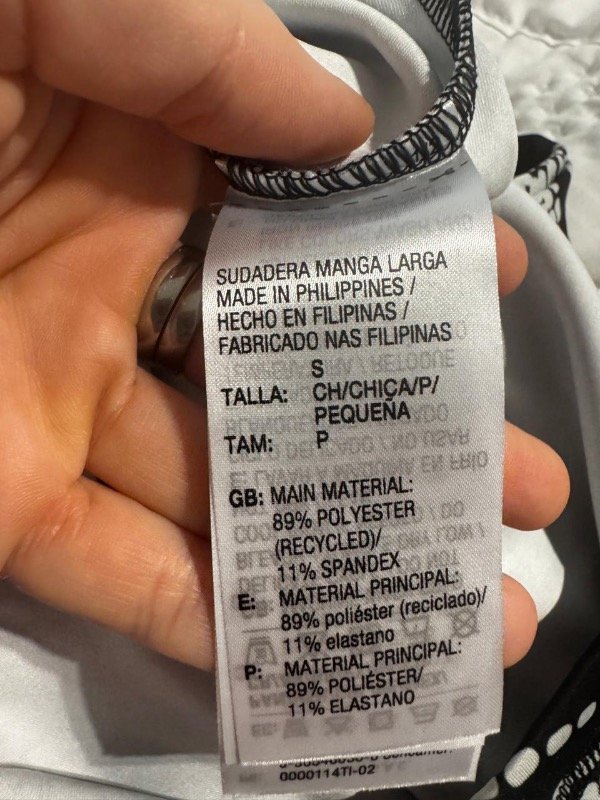 SUDADERA MANGA LARGA
MADE IN PHILIPPINES /
HECHO EN FILIPINAS /
FABRICADO NAS FILIPINAS
S
TALLA: CH/CHICA/P/
PEQUEÑA
TAM: P
GB: MAIN MATERIAL:
89% POLYESTER
(RECYCLED)/
11% SPANDEX
E: MATERIAL PRINCIPAL:
89% poliéster (reciclado)/
11% elastano
P: MATERIAL PRINCIPAL:
89% POLIÉSTER/
11% ELASTANO
0000114TI-02